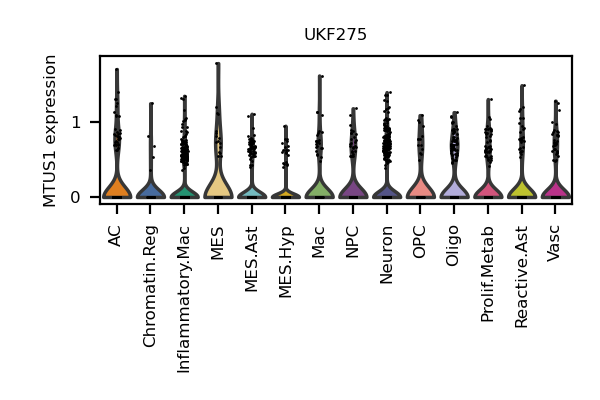 UKF275
MTUS1 expression
1
0
AC
Chromatin.Reg
Inflammatory.Mac
MES
MES.Ast
MES.Hyp
Mac
NPC
Neuron
OPC
Oligo
Prolif.Metab
Reactive.Ast
Vasc